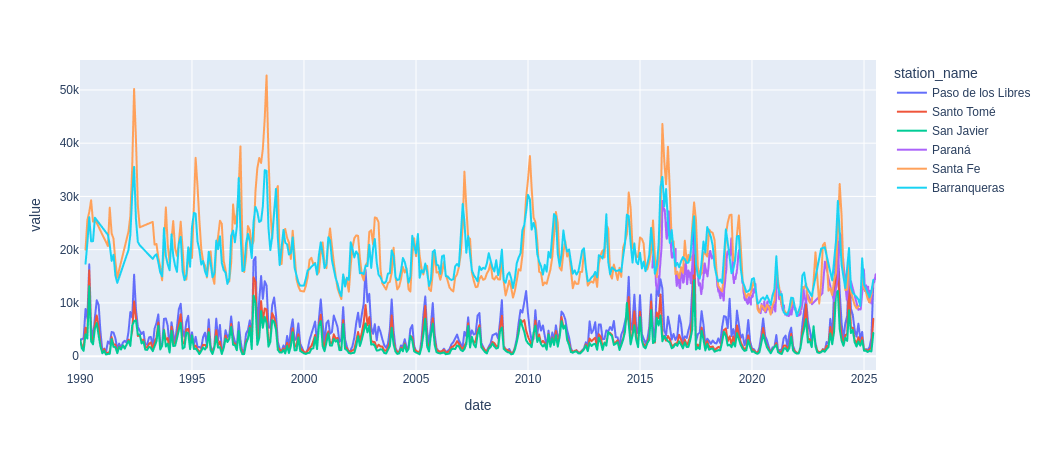 station_name
Paso de los Libres
Santo Tomé
San Javier
Paraná
Santa Fe
Barranqueras
50k
40k
30k
20k
10k
0
value
1990 1995 2000 2005 2010 2015 2020 2025
date